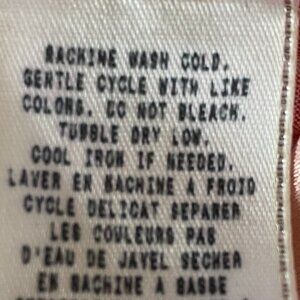 MACHINE WASH COLD.
GENTLE CYCLE WITH LIKE
COLORS. DO NOT BLEACH.
TUMBLE DRY LOW.
COOL IRON IF NEEDED.
LAVER EN MACHINE A FROID
CYCLE DELICAT SEPARER
LES COULEURS PAS
D'EAU DE JAVEL SECHER
EN MACHINE A BASSE